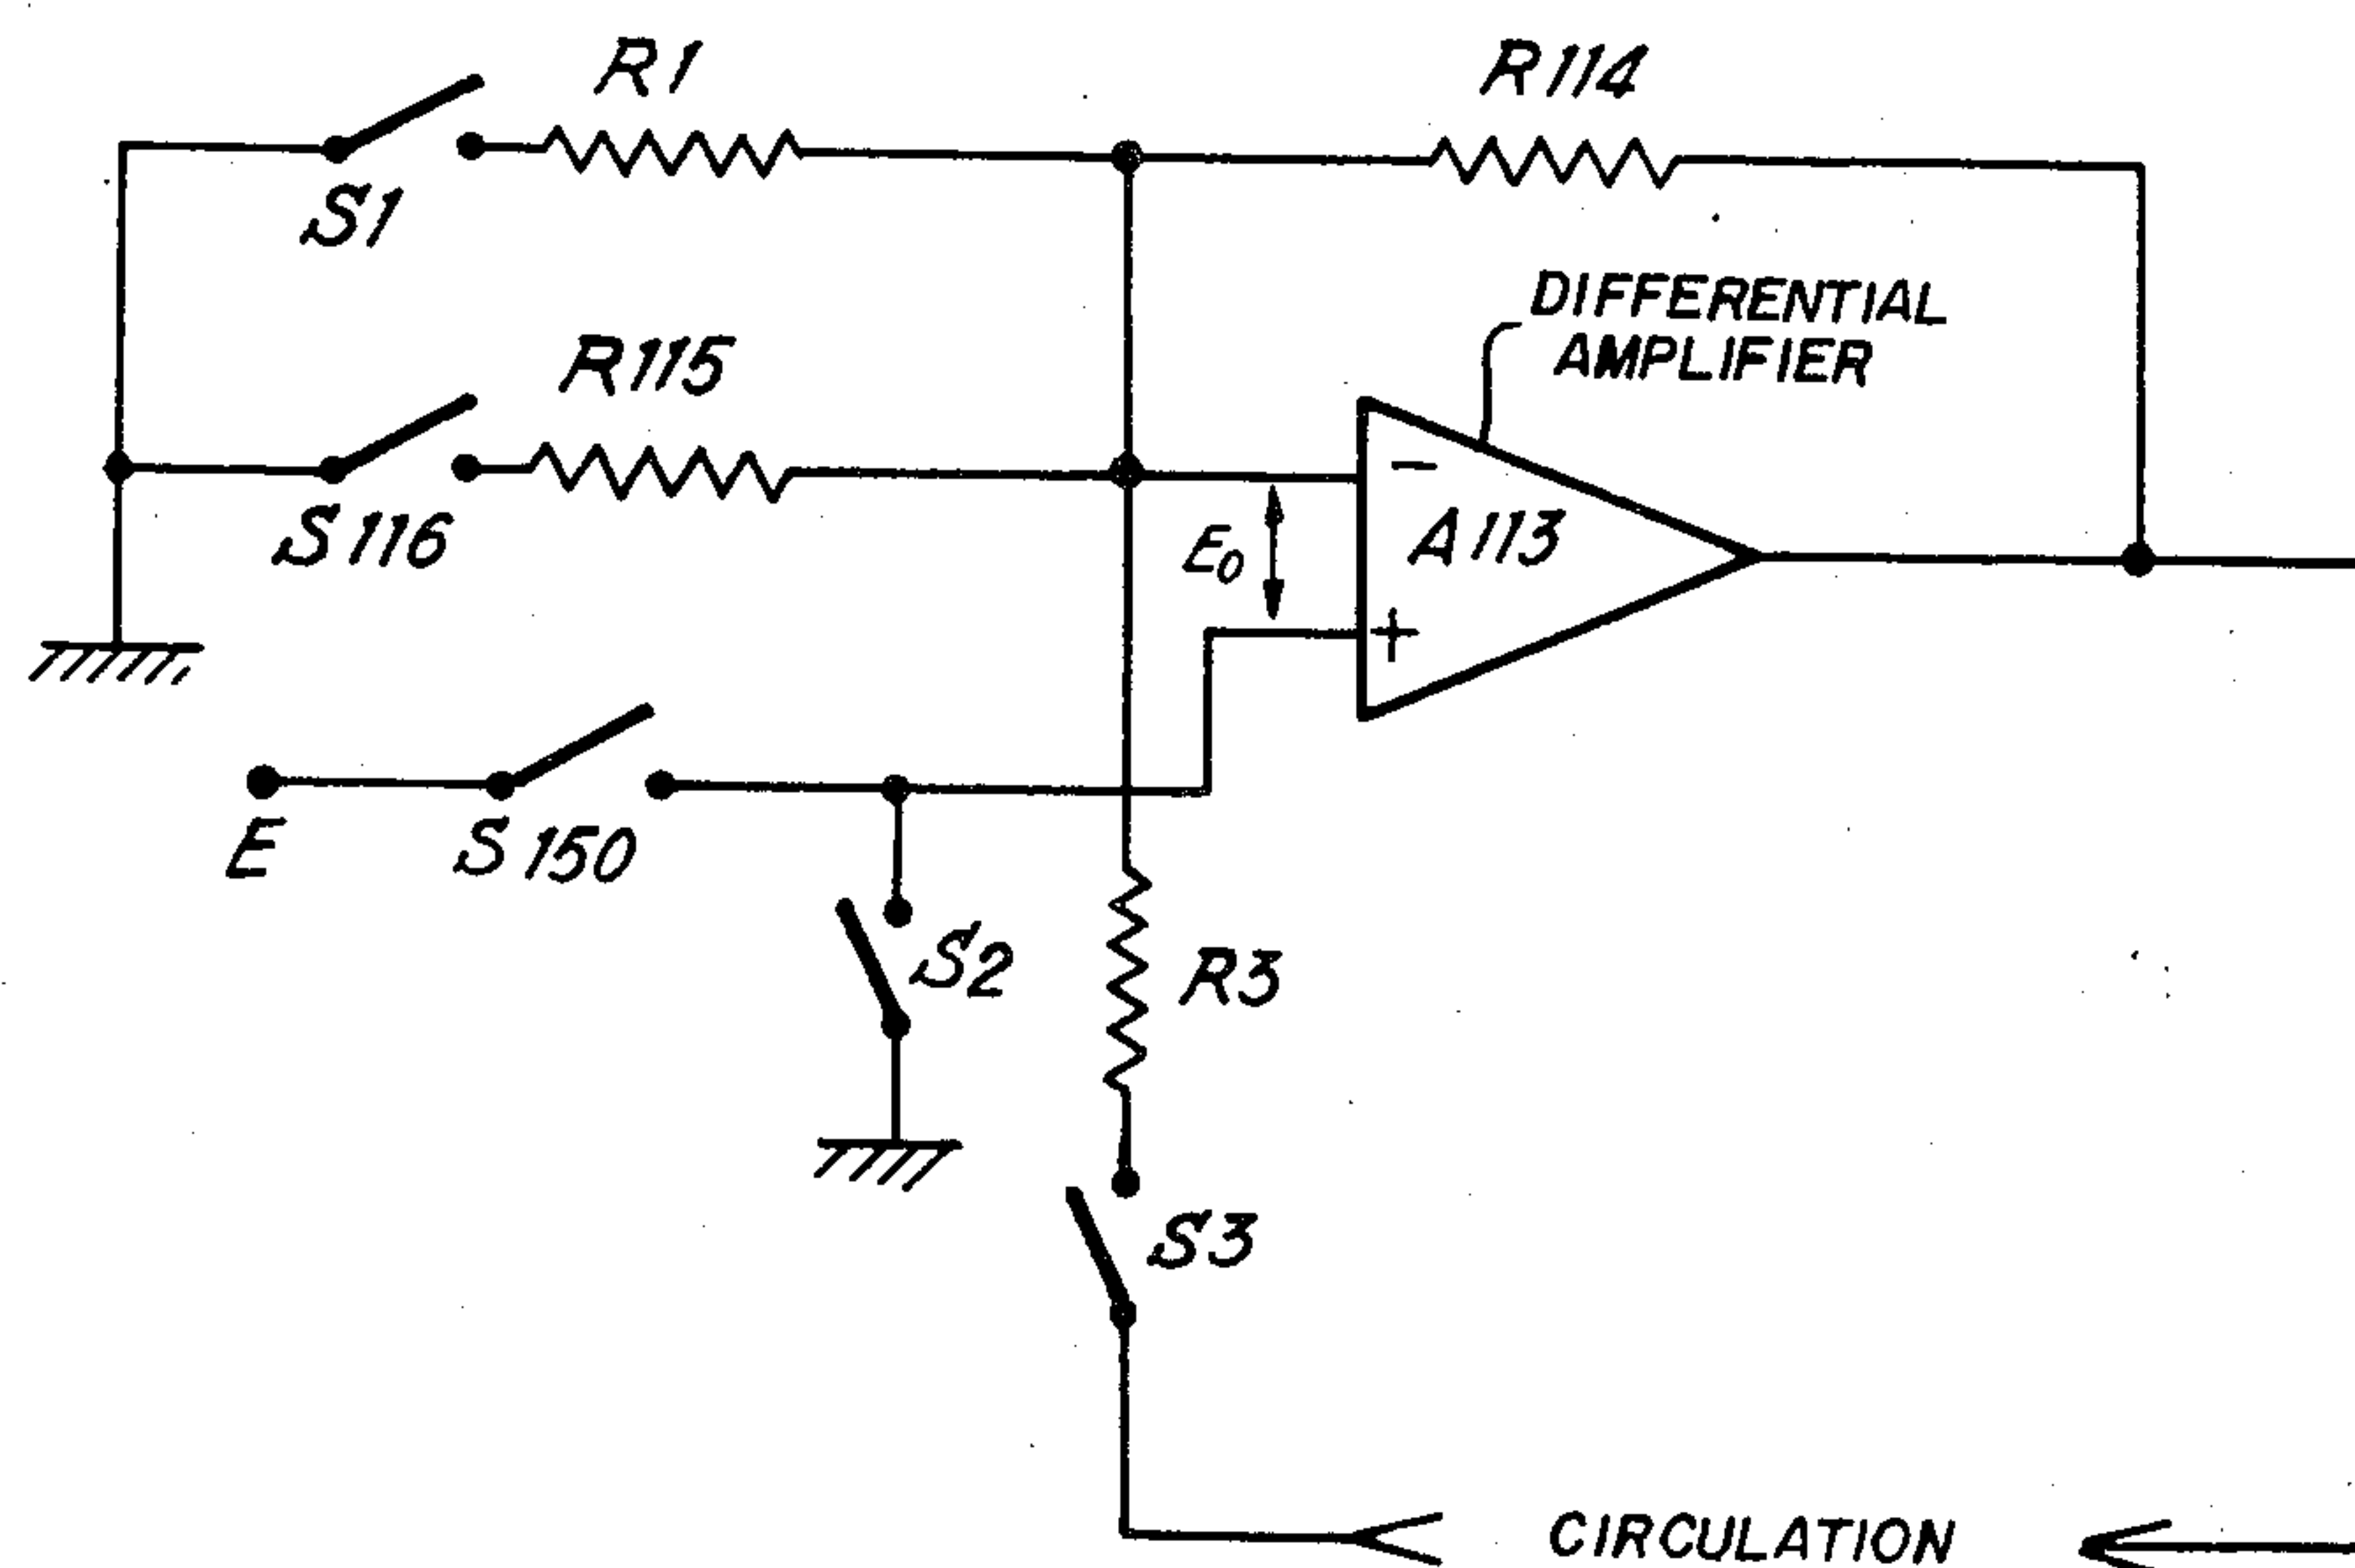 R1
R114
S1
DIFFERENTIAL
AMPLIFIER
R115
-
S116
E0
A113
+
E
S150
S2
R3
S3
CIRCULATION